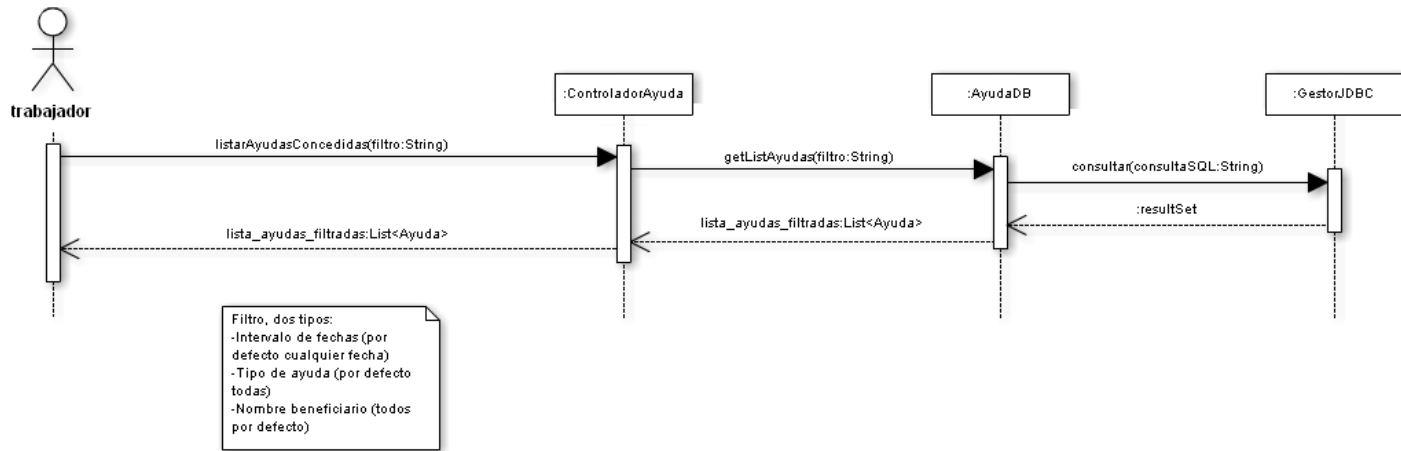 trabajador
:ControladorAyuda
:AyudaDB
:GestorJDBC
listarAyudasConcedidas(filtro:String)
getListAyudas(filtro:String)
consultar(consultaSQL:String)
:resultSet
lista_ayudas_filtradas:List<Ayuda>
lista_ayudas_filtradas:List<Ayuda>
Filtro, dos tipos:
-Intervalo de fechas (por
defecto cualquier fecha)
-Tipo de ayuda (por defecto
todas)
-Nombre beneficiario (todos
por defecto)